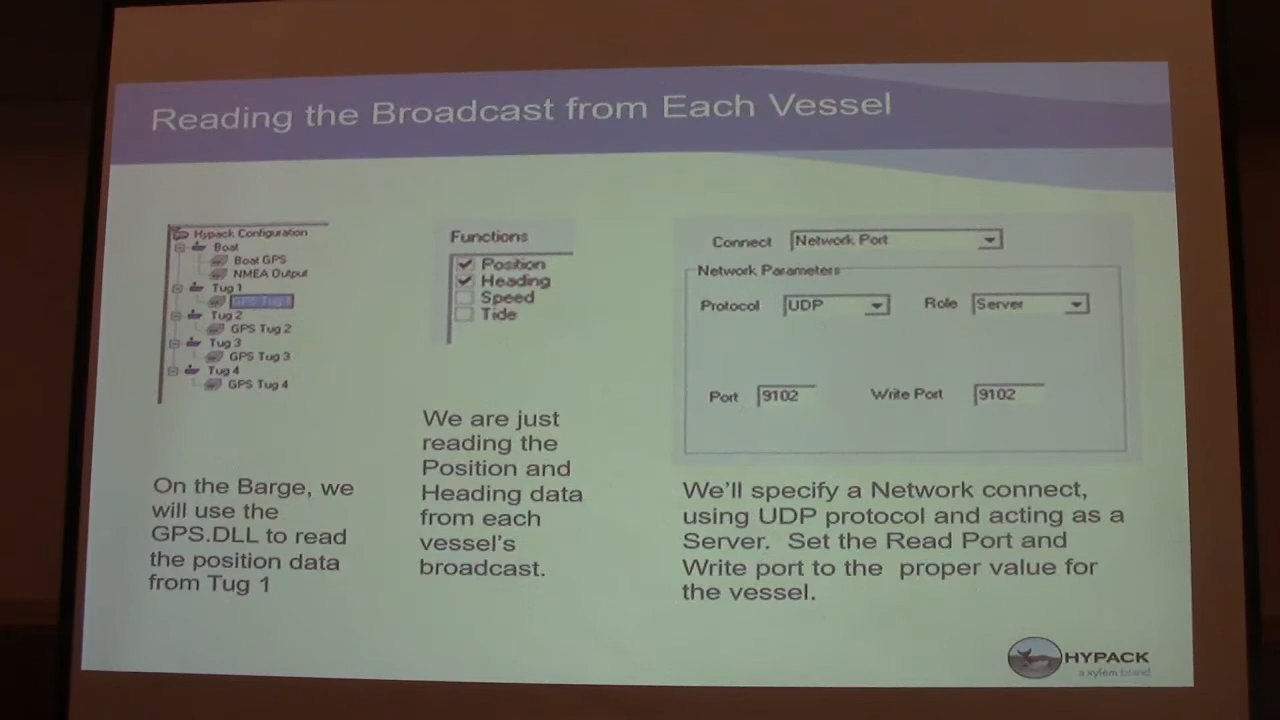 Reading the Broadcast from Each Vessel
Hypack Configuration
Boat
Boat GPS
NMEA Output
Tug 1
GPS Tug 1
Tug 2
GPS Tug 2
Tug 3
GPS Tug 3
Tug 4
GPS Tug 4
On the Barge, we
will use the
GPS.DLL to read
the position data
from Tug 1
Functions
Position
Heading
Speed
Tide
We are just
reading the
Position and
Heading data
from each
vessel's
broadcast.
Connect Network Port
Network Parameters
Protocol UDP Role Server
Port 9102 Write Port 9102
We'll specify a Network connect,
using UDP protocol and acting as a
Server. Set the Read Port and
Write port to the proper value for
the vessel.
HYPACK
a xylem brand